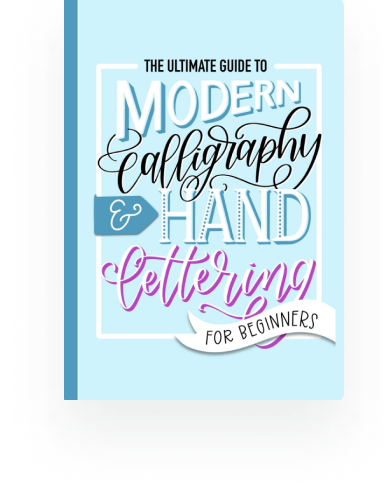 THE ULTIMATE GUIDE TO
MODERN
Calligraphy
& HAND
lettering
FOR BEGINNERS